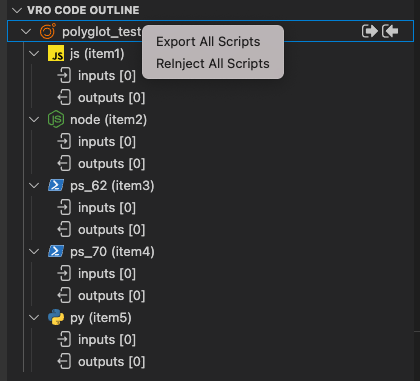 VRO CODE OUTLINE
polyglot_test
Export All Scripts
ReInject All Scripts
JS js (item1)
inputs [0]
outputs [0]
JS node (item2)
inputs [0]
outputs [0]
ps_62 (item3)
inputs [0]
outputs [0]
ps_70 (item4)
inputs [0]
outputs [0]
py (item5)
inputs [0]
outputs [0]